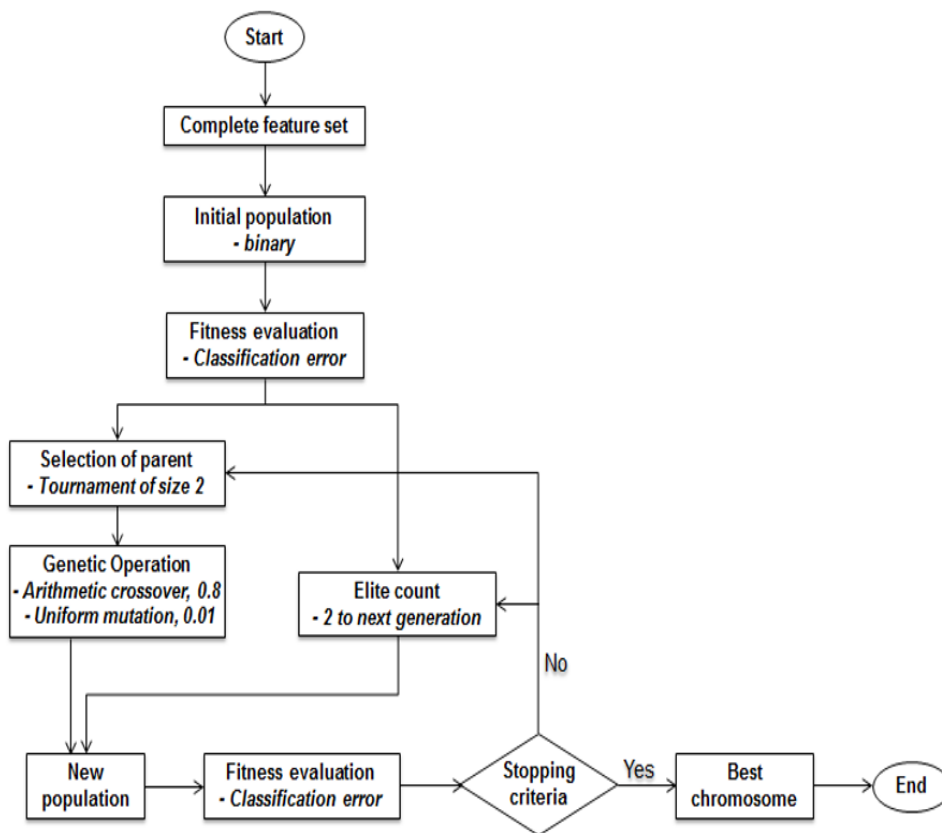 Start
Complete feature set
Initial population
- binary
Fitness evaluation
- Classification error
Selection of parent
- Tournament of size 2
Genetic Operation
- Arithmetic crossover, 0.8
- Uniform mutation, 0.01
Elite count
- 2 to next generation
No
New
population
Fitness evaluation
- Classification error
Stopping
criteria
Yes
Best
chromosome
End